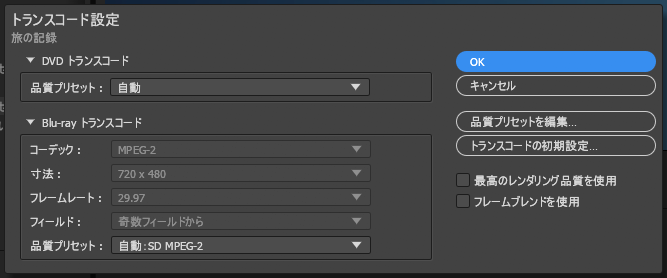 トランスコード設定
旅の記録
DVD トランスコード
品質プリセット： 自動
Blu-ray トランスコード
コーデック： MPEG-2
寸法： 720 x 480
フレームレート： 29.97
フィールド： 奇数フィールドから
品質プリセット： 自動：SD MPEG-2
OK
キャンセル
品質プリセットを編集...
トランスコードの初期設定...
最高のレンダリング品質を使用
フレームブレンドを使用